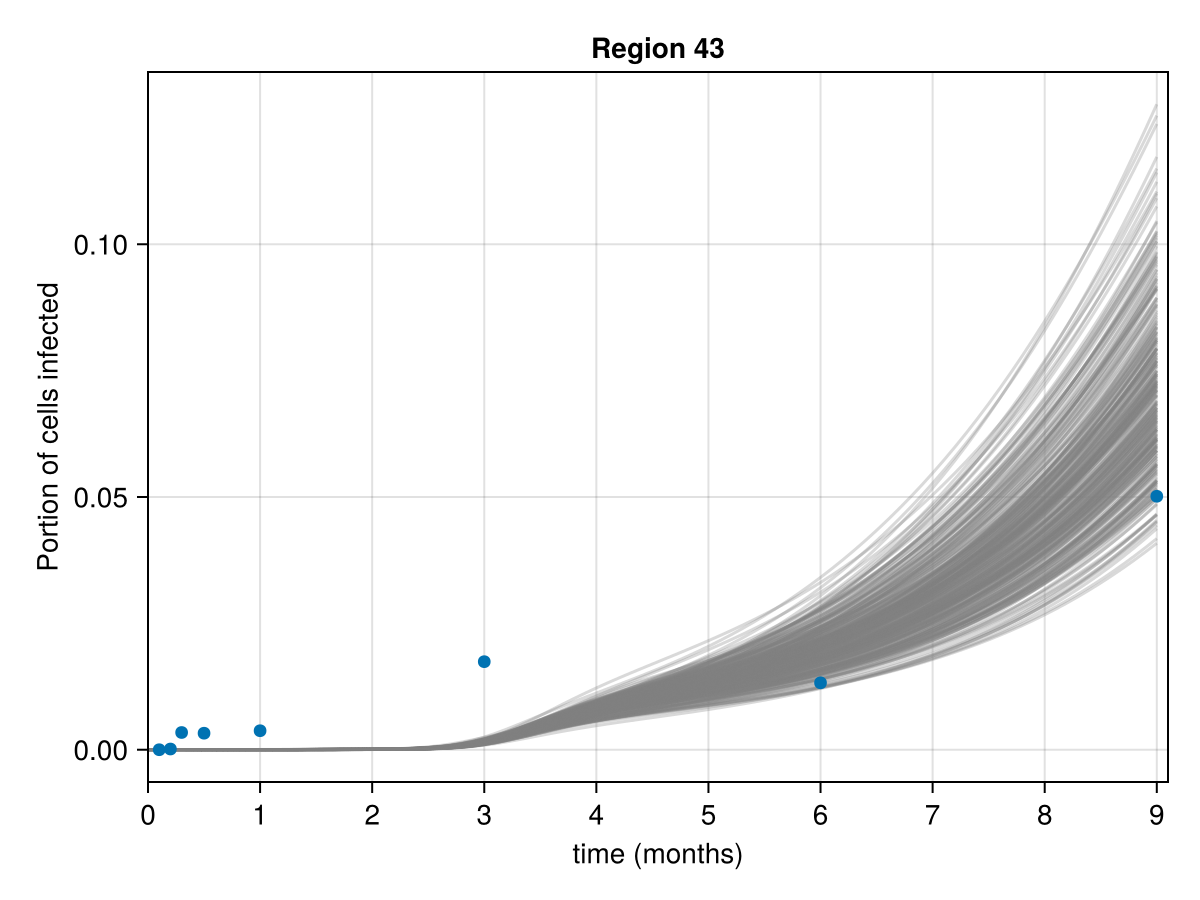 Region 43
Portion of cells infected
0.10
0.05
0.00
0 1 2 3 4 5 6 7 8 9
time (months)